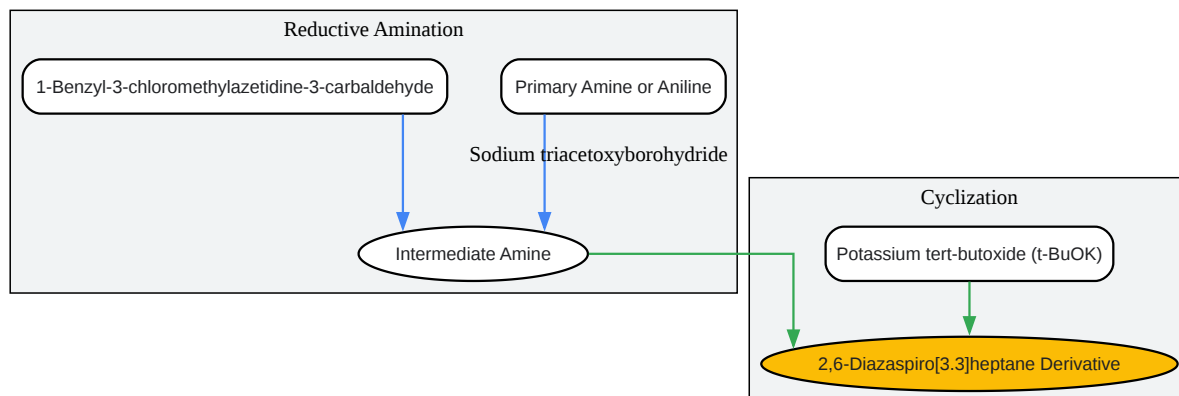 Reductive Amination
1-Benzyl-3-chloromethylazetidine-3-carbaldehyde
Primary Amine or Aniline
Sodium triacetoxyborohydride
Intermediate Amine
Cyclization
Potassium tert-butoxide (t-BuOK)
2,6-Diazaspiro[3.3]heptane Derivative